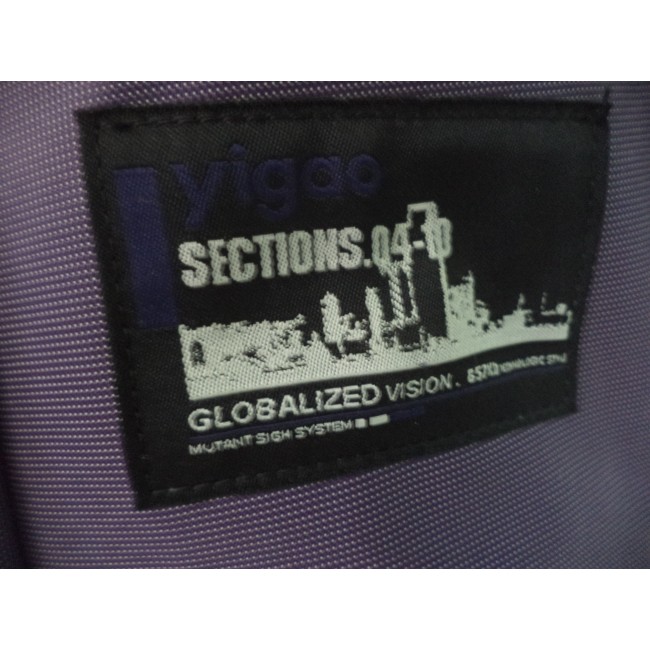 yigao
SECTIONS.04-10
GLOBALIZED VISION.
MUTANT SIGH SYSTEM